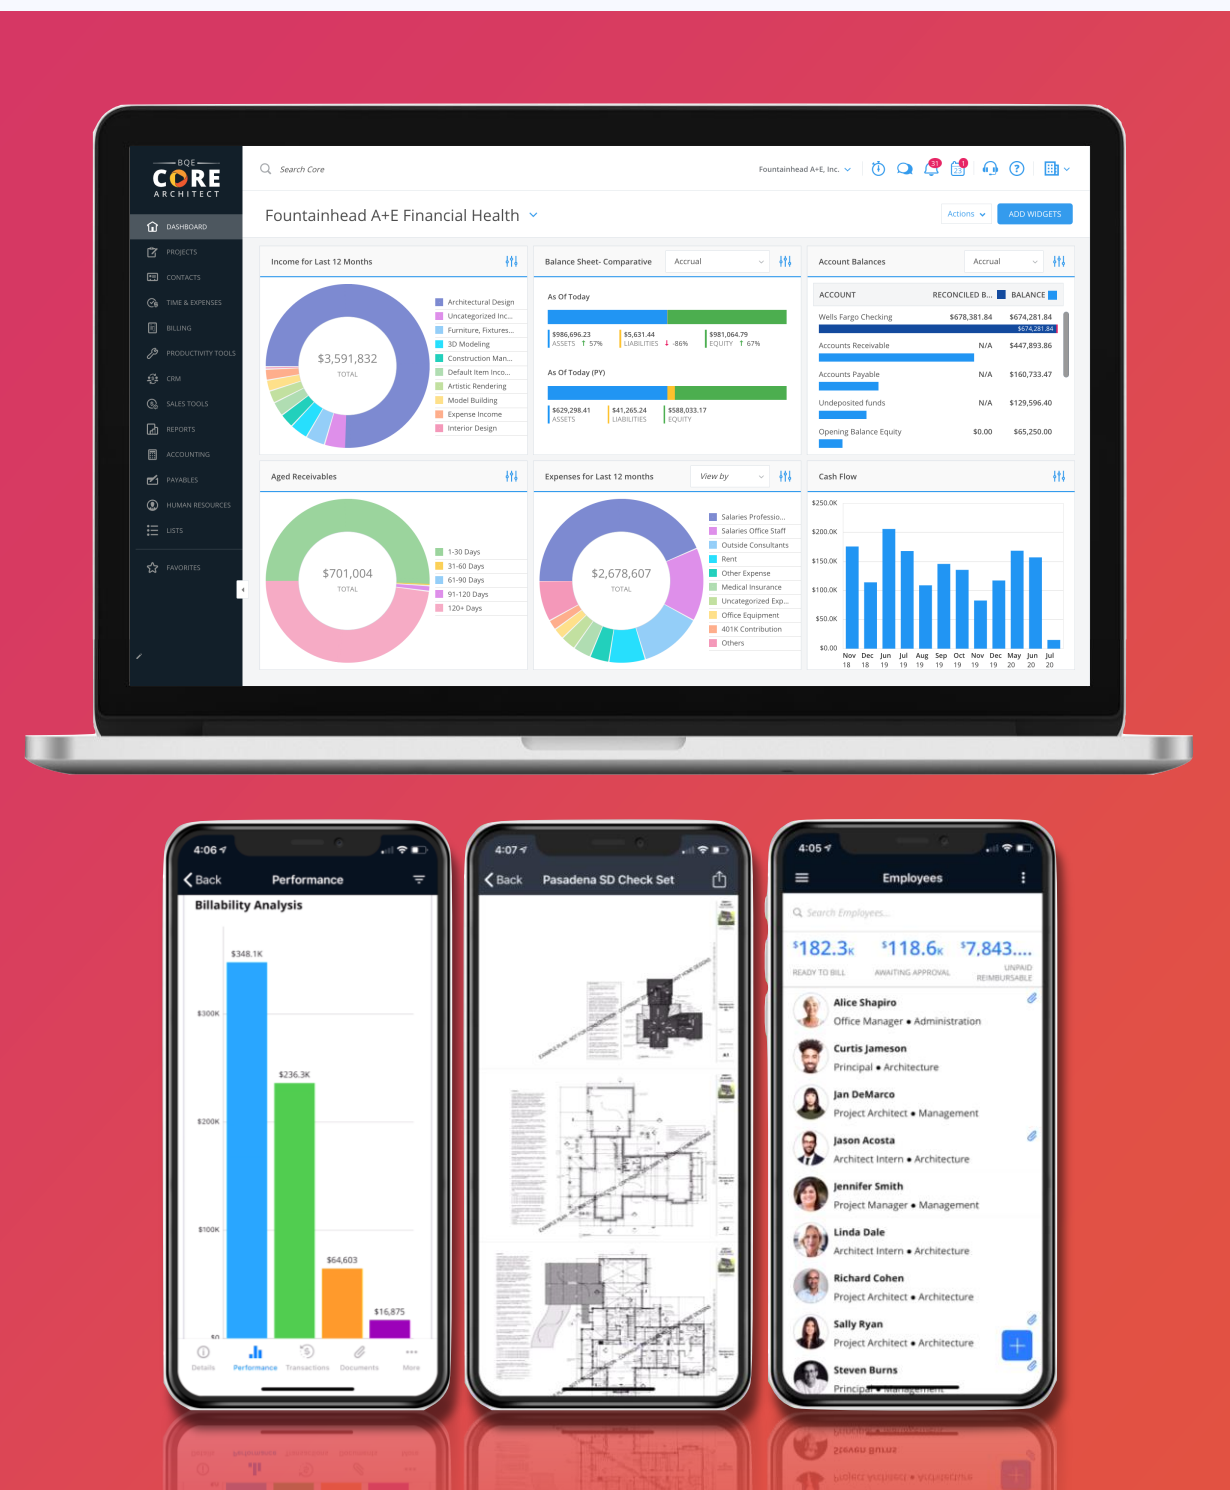 BQE
CORE
ARCHITECT
Search Core
Fountainhead A+E, Inc.
31
1
23
?
Fountainhead A+E Financial Health
Actions
ADD WIDGETS
DASHBOARD
PROJECTS
CONTACTS
TIME & EXPENSES
BILLING
PRODUCTIVITY TOOLS
CRM
SALES TOOLS
REPORTS
ACCOUNTING
PAYABLES
HUMAN RESOURCES
LISTS
FAVORITES
Income for Last 12 Months
$3,591,832
TOTAL
Architectural Design
Uncategorized Inc...
Furniture, Fixtures...
3D Modeling
Construction Man...
Default Item Inco...
Artistic Rendering
Model Building
Expense Income
Interior Design
Balance Sheet- Comparative
Accrual
As Of Today
$986,696.23 $5,631.44 $981,064.79
ASSETS ↑ 57% LIABILITIES ↓ -86% EQUITY ↑ 67%
As Of Today (PY)
$629,298.41 $41,265.24 $588,033.17
ASSETS LIABILITIES EQUITY
Account Balances
Accrual
ACCOUNT RECONCILED B... BALANCE
Wells Fargo Checking $678,381.84 $674,281.84
$674,281.84
Accounts Receivable N/A $447,893.86
Accounts Payable N/A $160,733.47
Undeposited funds N/A $129,596.40
Opening Balance Equity $0.00 $65,250.00
Aged Receivables
$701,004
TOTAL
1-30 Days
31-60 Days
61-90 Days
91-120 Days
120+ Days
Expenses for Last 12 months
View by
$2,678,607
TOTAL
Salaries Professio...
Salaries Office Staff
Outside Consultants
Rent
Other Expense
Medical Insurance
Uncategorized Exp...
Office Equipment
401K Contribution
Others
Cash Flow
$250.0K
$200.0K
$150.0K
$100.0K
$50.0K
$0.00
Nov Dec Jun Jul Aug Sep Oct Nov Dec May Jun Jul
18 18 19 19 19 19 19 19 19 20 20 20
4:06
Back
Performance
Billability Analysis
$348.1K
$300K
$236.3K
$200K
$100K
$64,603
$16,875
$0
Details Performance Transactions Documents More
4:07
Back
Pasadena SD Check Set
A1
A2
4:05
Employees
Search Employees...
$182.3K $118.6K $7,843....
READY TO BILL AWAITING APPROVAL UNPAID
REIMBURSABLE
Alice Shapiro
Office Manager ● Administration
Curtis Jameson
Principal ● Architecture
Jan DeMarco
Project Architect ● Management
Jason Acosta
Architect Intern ● Architecture
Jennifer Smith
Project Manager ● Management
Linda Dale
Architect Intern ● Architecture
Richard Cohen
Project Architect ● Architecture
Sally Ryan
Project Architect ● Architecture
Steven Burns
Principal ● Management